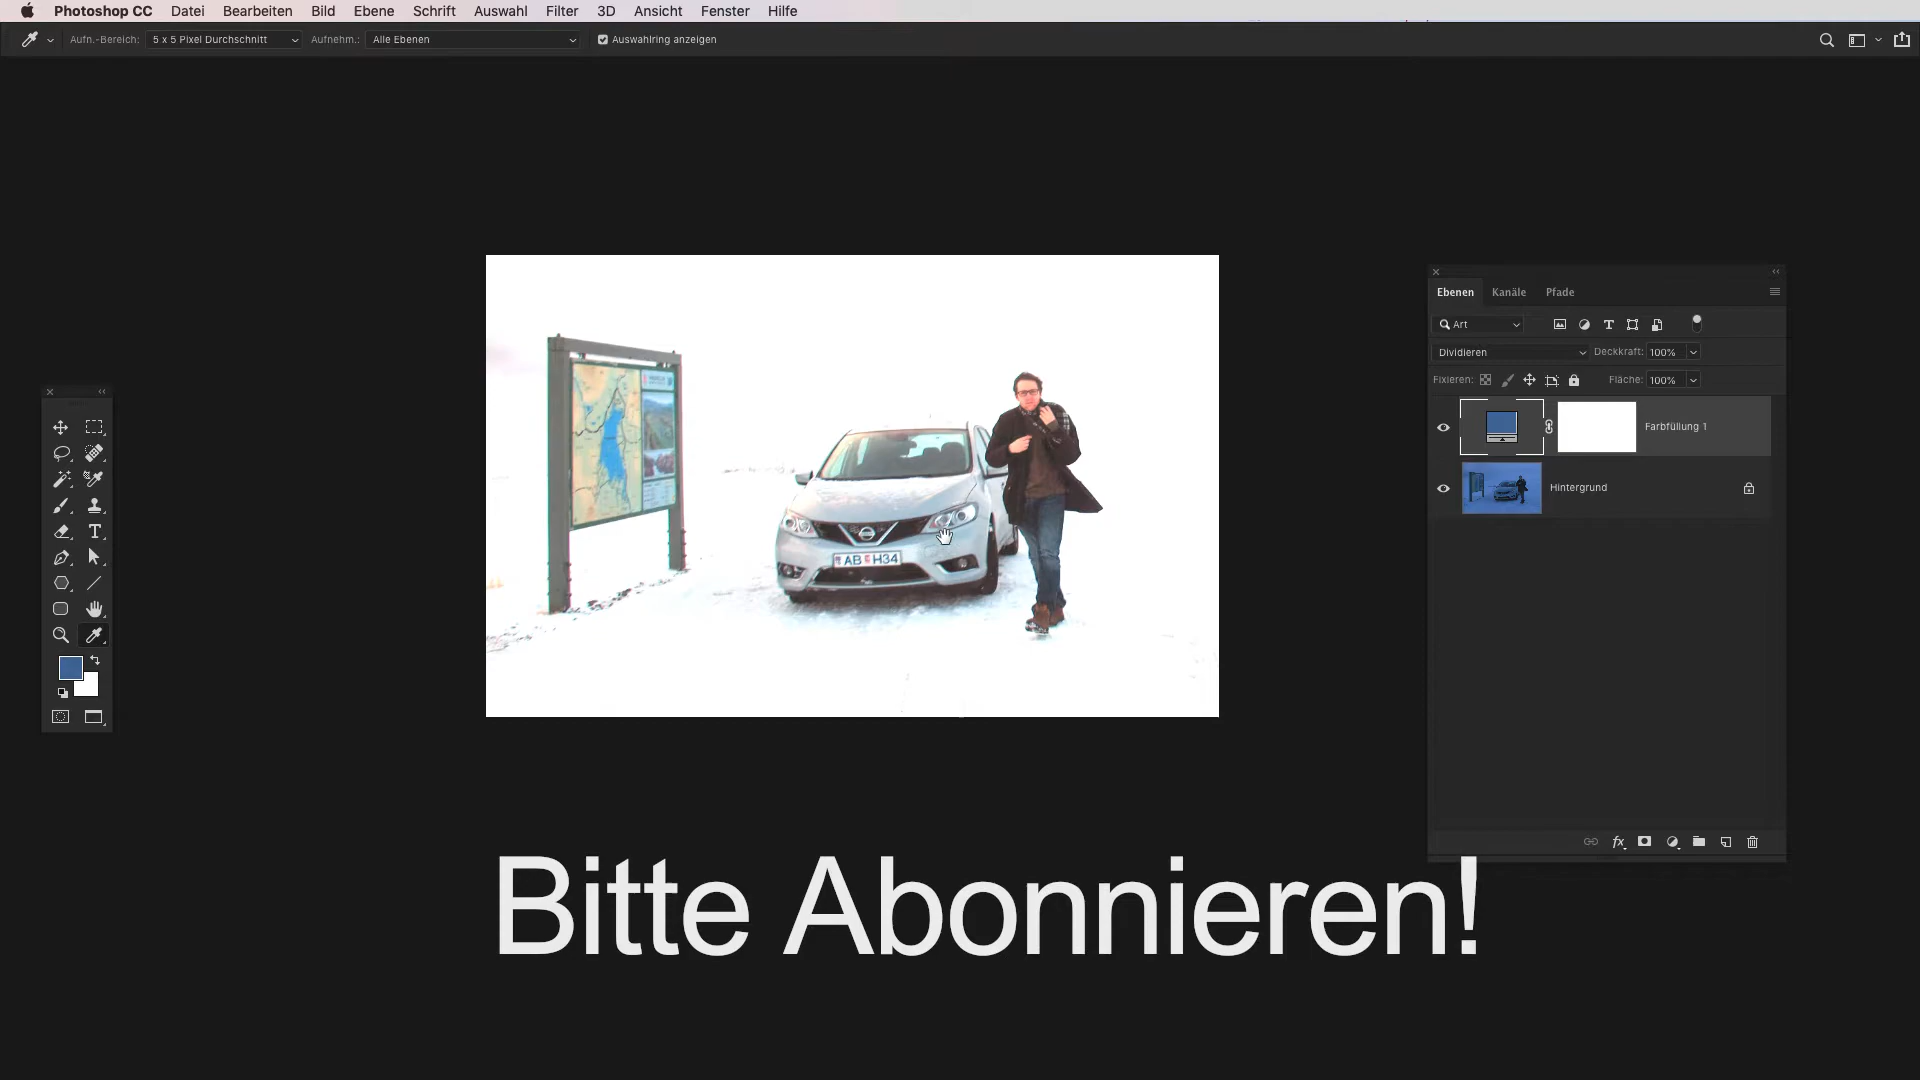 Photoshop CC Datei Bearbeiten Bild Ebene Schrift Auswahl Filter 3D Ansicht Fenster Hilfe
Aufn.-Bereich: 5 x 5 Pixel Durchschnitt Aufnehm.: Alle Ebenen Auswahlring anzeigen
Ebenen Kanäle Pfade
Art
Dividieren Deckkraft: 100%
Fixieren: Fläche: 100%
Farbfüllung 1
Hintergrund
AB H34
Bitte Abonnieren!